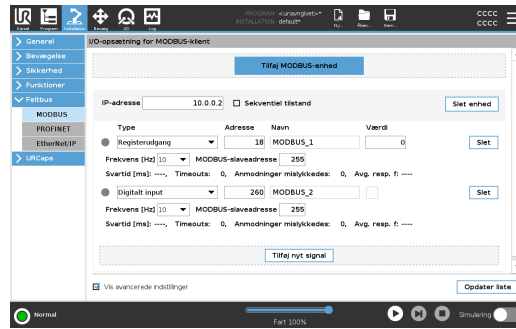 PROGRAM <unavngivet>*
INSTALLATION default*
Kørsel Program Installation Bevæg I/O Log Ny... Åbn... Gem...
CCCC
CCCC
Generel
I/O-opsætning for MODBUS-klient
Bevægelse
Sikkerhed
Funktioner
Feltbus
MODBUS
PROFINET
EtherNet/IP
URCaps
Tilføj MODBUS-enhed
IP-adresse 10.0.0.2 Sekventiel tilstand Slet enhed
Type Adresse Navn Værdi
Registerudgang 18 MODBUS_1 0 Slet
Frekvens [Hz] 10 MODBUS-slaveadresse 255
Svartid [ms]: ----, Timeouts: 0, Anmodninger mislykkedes: 0, Avg. resp. f: ----
Digitalt input 260 MODBUS_2 Slet
Frekvens [Hz] 10 MODBUS-slaveadresse 255
Svartid [ms]: ----, Timeouts: 0, Anmodninger mislykkedes: 0, Avg. resp. f: ----
Tilføj nyt signal
Vis avancerede indstillinger Opdater liste
Normal Fart 100% Simulering